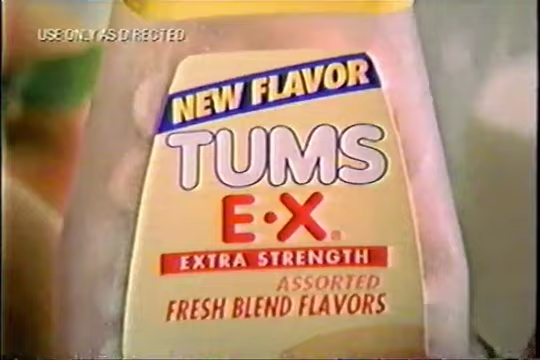 USE ONLY AS DIRECTED
NEW FLAVOR
TUMS
E·X®
EXTRA STRENGTH
ASSORTED
FRESH BLEND FLAVORS